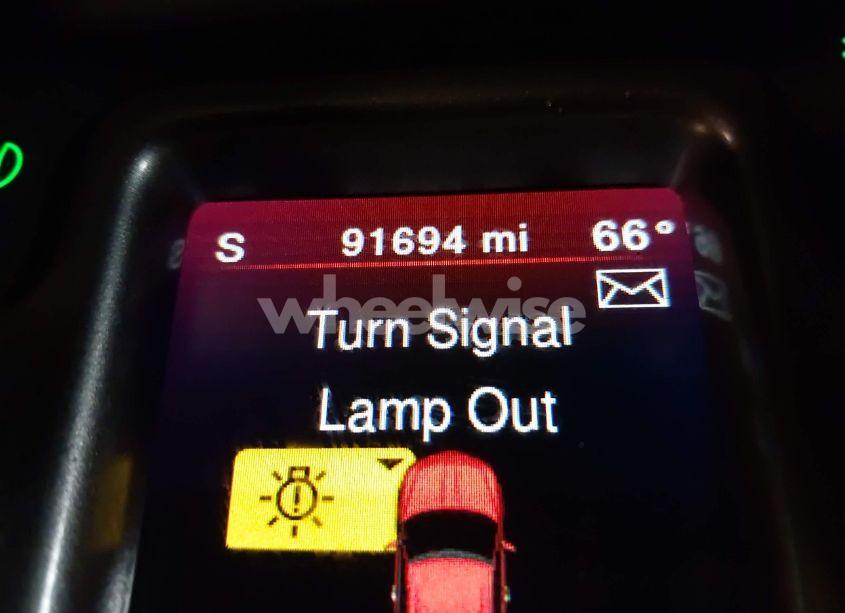 S 91694 mi 66°
wheelwise
Turn Signal
Lamp Out